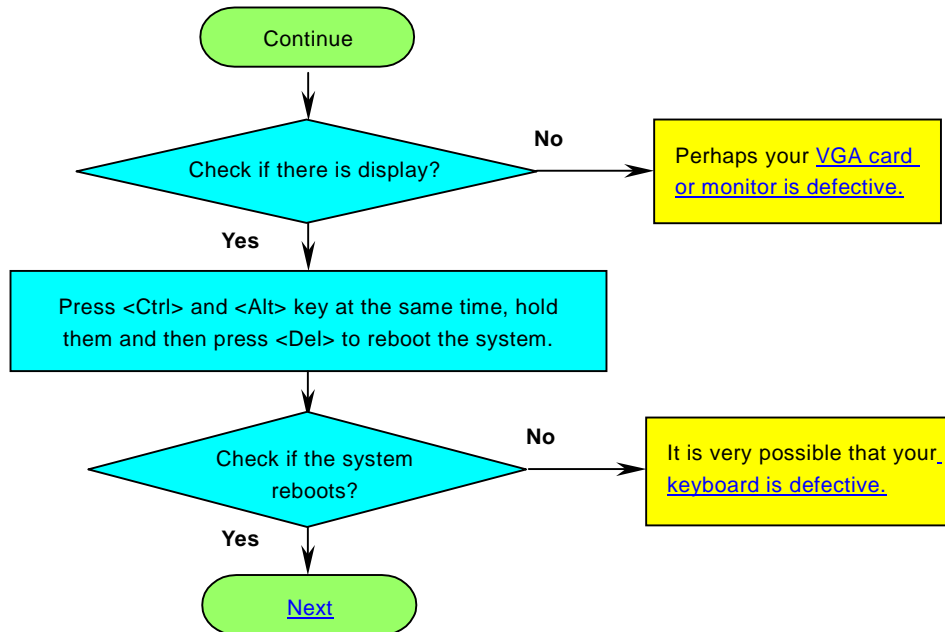 Continue
Check if there is display?
No
Perhaps your VGA card
or monitor is defective.
Yes
Press <Ctrl> and <Alt> key at the same time, hold
them and then press <Del> to reboot the system.
Check if the system
reboots?
No
It is very possible that your
keyboard is defective.
Yes
Next